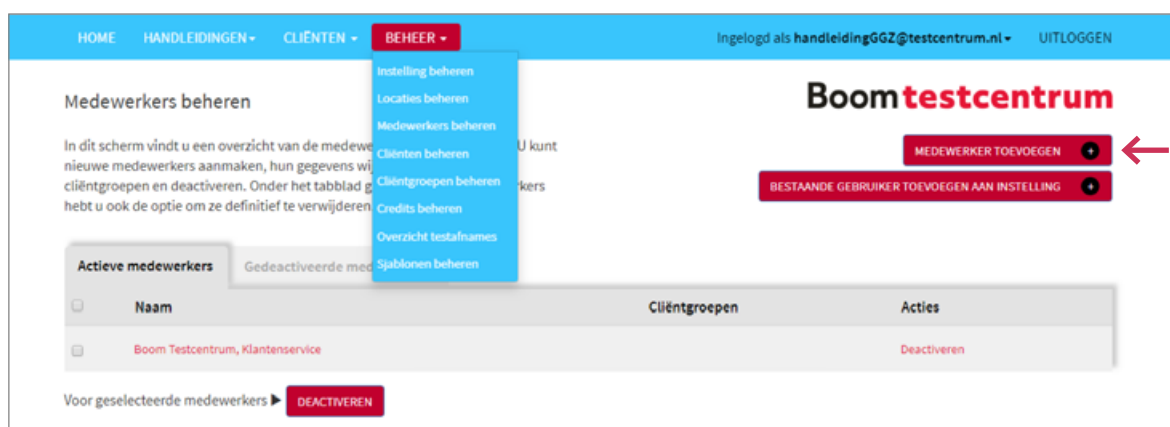 HOME HANDLEIDINGEN CLIËNTEN BEHEER Ingelogd als handleidingGGZ@testcentrum.nl UITLOGGEN
Instelling beheren
Locaties beheren
Medewerkers beheren
Cliënten beheren
Cliëntgroepen beheren
Credits beheren
Overzicht testafnames
Sjablonen beheren
Boom testcentrum
Medewerkers beheren
In dit scherm vindt u een overzicht van de medewe U kunt
nieuwe medewerkers aanmaken, hun gegevens wij
cliëntgroepen en deactiveren. Onder het tabblad g rkers
hebt u ook de optie om ze definitief te verwijderen
MEDEWERKER TOEVOEGEN
BESTAANDE GEBRUIKER TOEVOEGEN AAN INSTELLING
Actieve medewerkers Gedeactiveerde med
Naam Cliëntgroepen Acties
Boom Testcentrum, Klantenservice Deactiveren
Voor geselecteerde medewerkers DEACTIVEREN